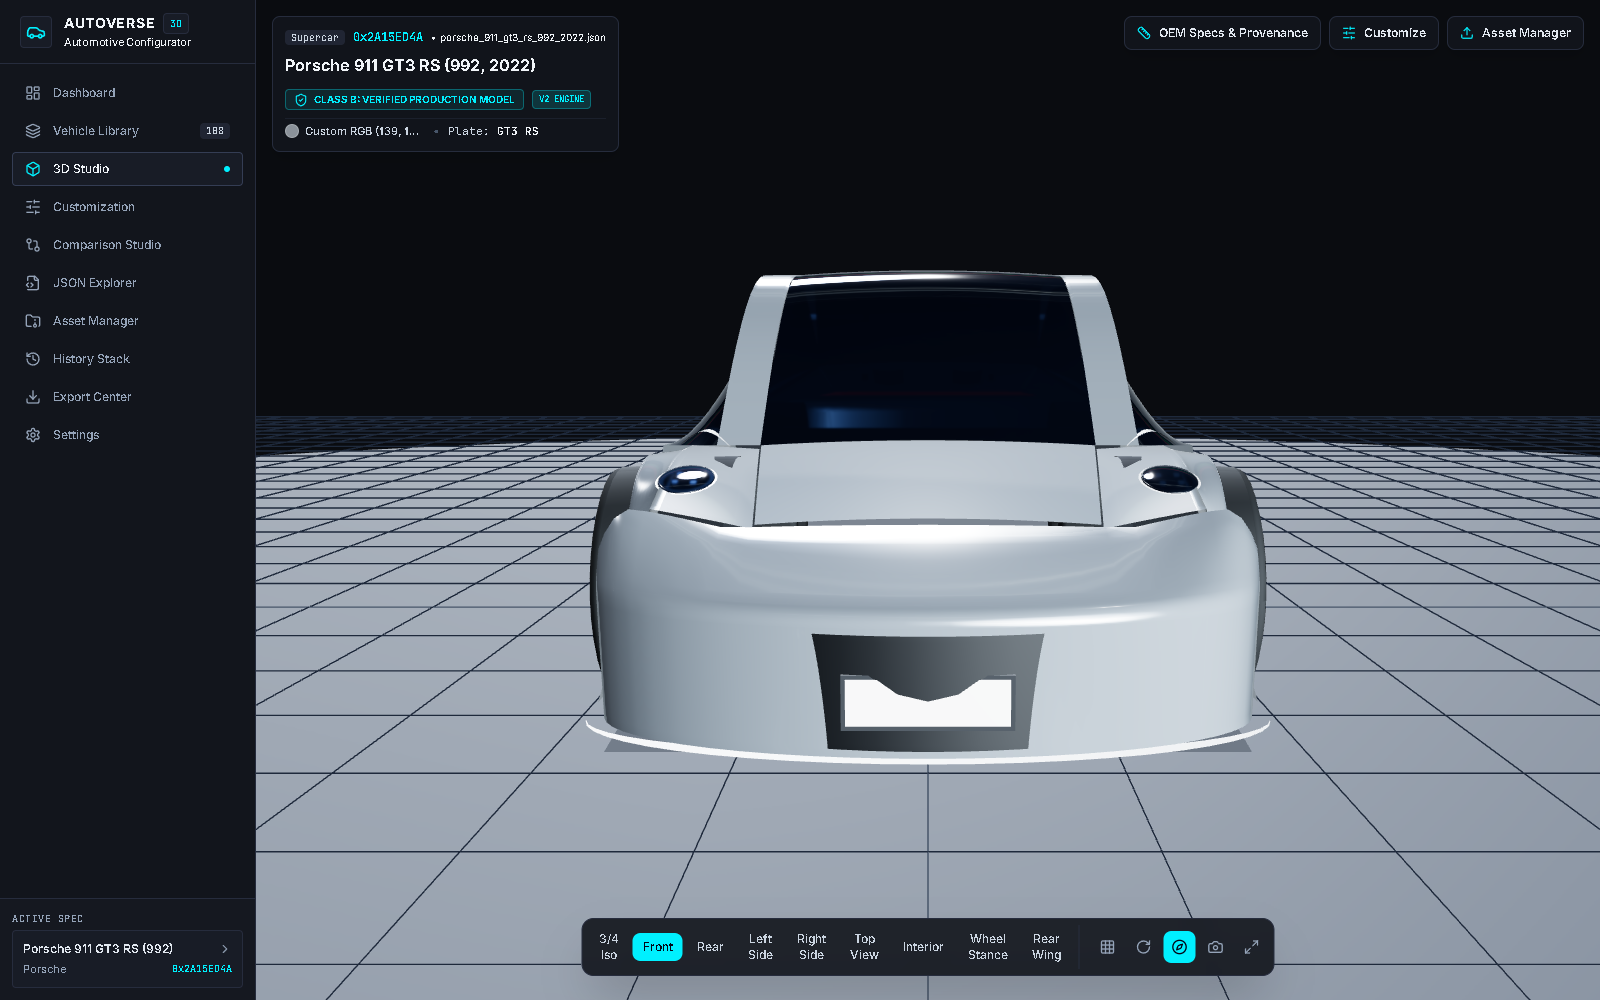 AUTOVERSE 3D
Automotive Configurator
Dashboard
Vehicle Library 188
3D Studio
Customization
Comparison Studio
JSON Explorer
Asset Manager
History Stack
Export Center
Settings
ACTIVE SPEC
Porsche 911 GT3 RS (992)
Porsche 0x2A15E04A
Supercar 0x2A15E04A • porsche_911_gt3_rs_992_2022.json
Porsche 911 GT3 RS (992, 2022)
CLASS B: VERIFIED PRODUCTION MODEL V2 ENGINE
Custom RGB (139, 1... • Plate: GT3 RS
OEM Specs & Provenance
Customize
Asset Manager
3/4 Iso
Front
Rear
Left Side
Right Side
Top View
Interior
Wheel Stance
Rear Wing